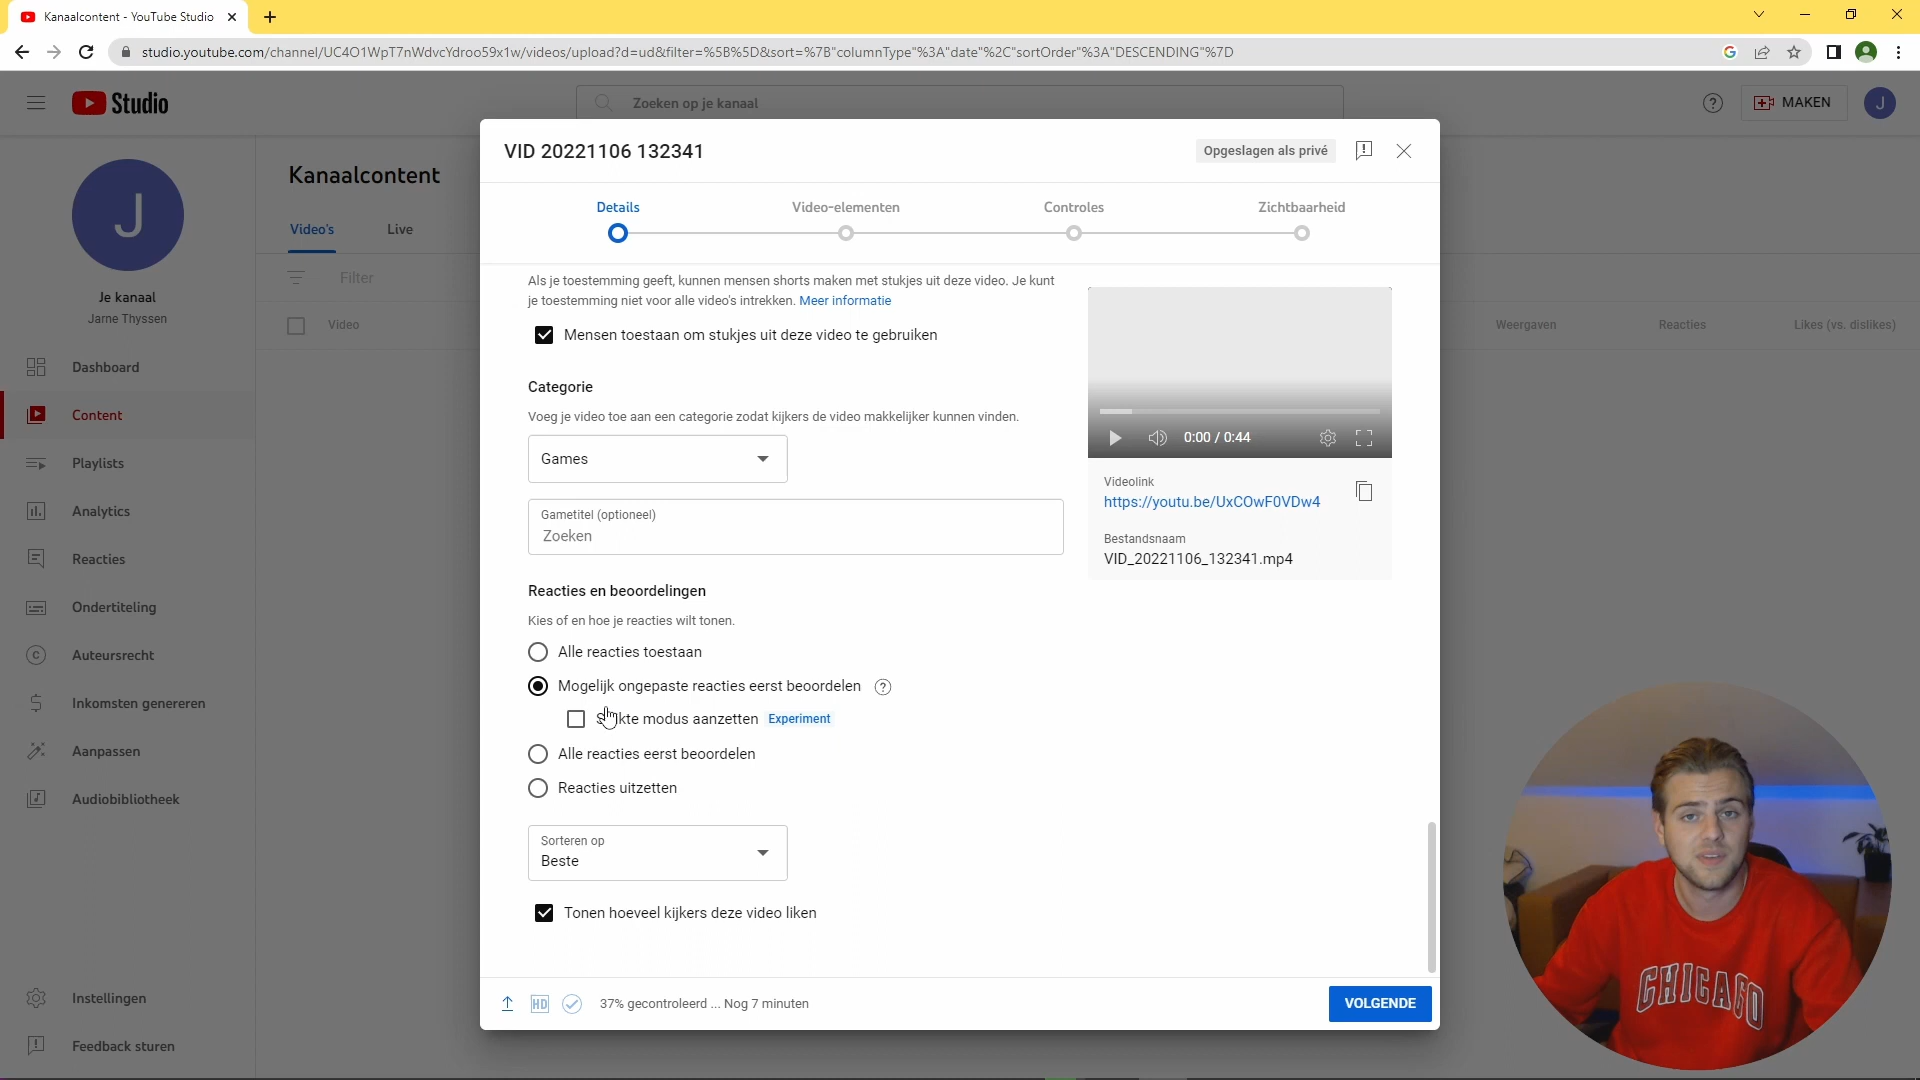 Kanaalcontent - YouTube Studio
studio.youtube.com/channel/UC4O1WpT7nWdvcYdroo59x1w/videos/upload?d=ud&filter=%5B%5D&sort=%7B"columnType"%3A"date"%2C"sortOrder"%3A"DESCENDING"%7D
Studio
Zoeken op je kanaal
MAKEN
J
J
Je kanaal
Jarne Thyssen
Dashboard
Content
Playlists
Analytics
Reacties
Ondertiteling
Auteursrecht
Inkomsten genereren
Aanpassen
Audiobibliotheek
Instellingen
Feedback sturen
Kanaalcontent
Video's Live
Filter
Video
Weergaven Reacties Likes (vs. dislikes)
VID 20221106 132341
Opgeslagen als privé
Details Video-elementen Controles Zichtbaarheid
Als je toestemming geeft, kunnen mensen shorts maken met stukjes uit deze video. Je kunt
je toestemming niet voor alle video's intrekken. Meer informatie
Mensen toestaan om stukjes uit deze video te gebruiken
Categorie
Voeg je video toe aan een categorie zodat kijkers de video makkelijker kunnen vinden.
Games
Gametitel (optioneel)
Zoeken
Reacties en beoordelingen
Kies of en hoe je reacties wilt tonen.
Alle reacties toestaan
Mogelijk ongepaste reacties eerst beoordelen
modus aanzetten Experiment
Alle reacties eerst beoordelen
Reacties uitzetten
Sorteren op
Beste
Tonen hoeveel kijkers deze video liken
0:00 / 0:44
Videolink
https://youtu.be/UxCOwF0VDw4
Bestandsnaam
VID_20221106_132341.mp4
HD
37% gecontroleerd ... Nog 7 minuten
VOLGENDE
CHICAGO